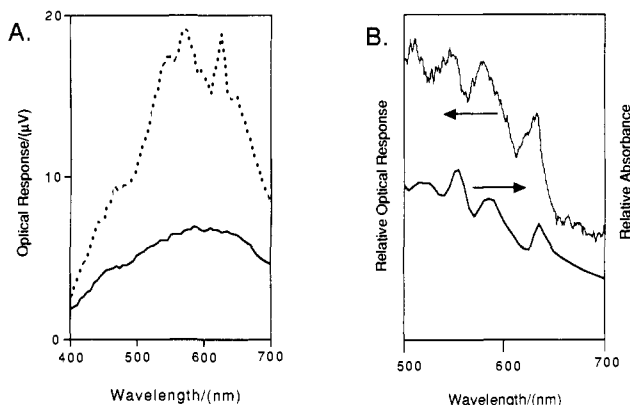 A.
20
10
0
Optical Response/(µV)
400 500 600 700
Wavelength/(nm)
B.
Relative Optical Response
Relative Absorbance
500 600 700
Wavelength/(nm)